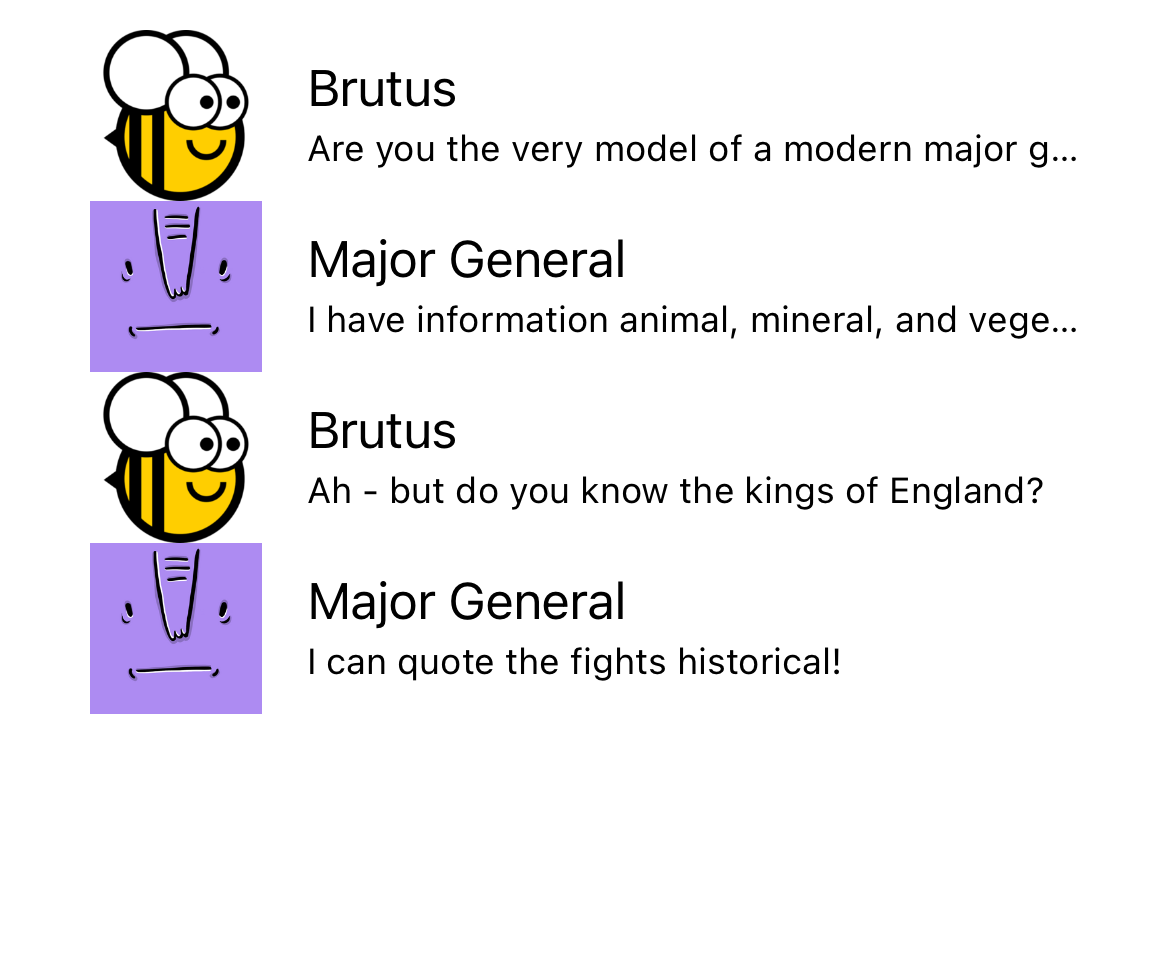 Brutus
Are you the very model of a modern major g...
Major General
I have information animal, mineral, and vege...
Brutus
Ah - but do you know the kings of England?
Major General
I can quote the fights historical!